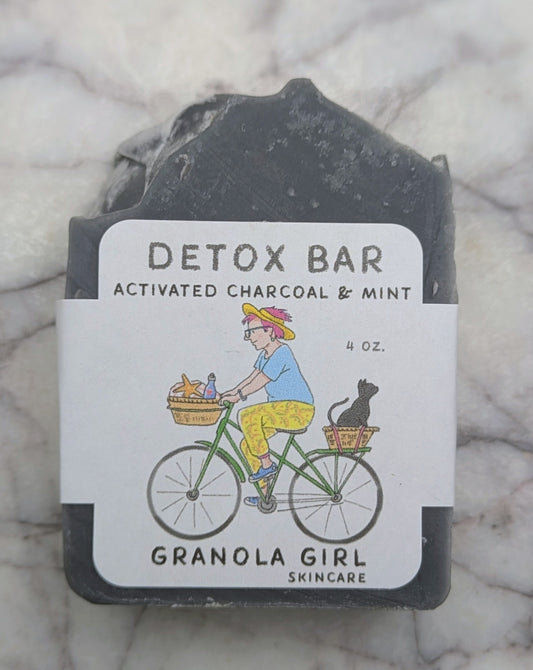 DETOX BAR
ACTIVATED CHARCOAL & MINT
4 OZ.
GRANOLA GIRL
SKINCARE